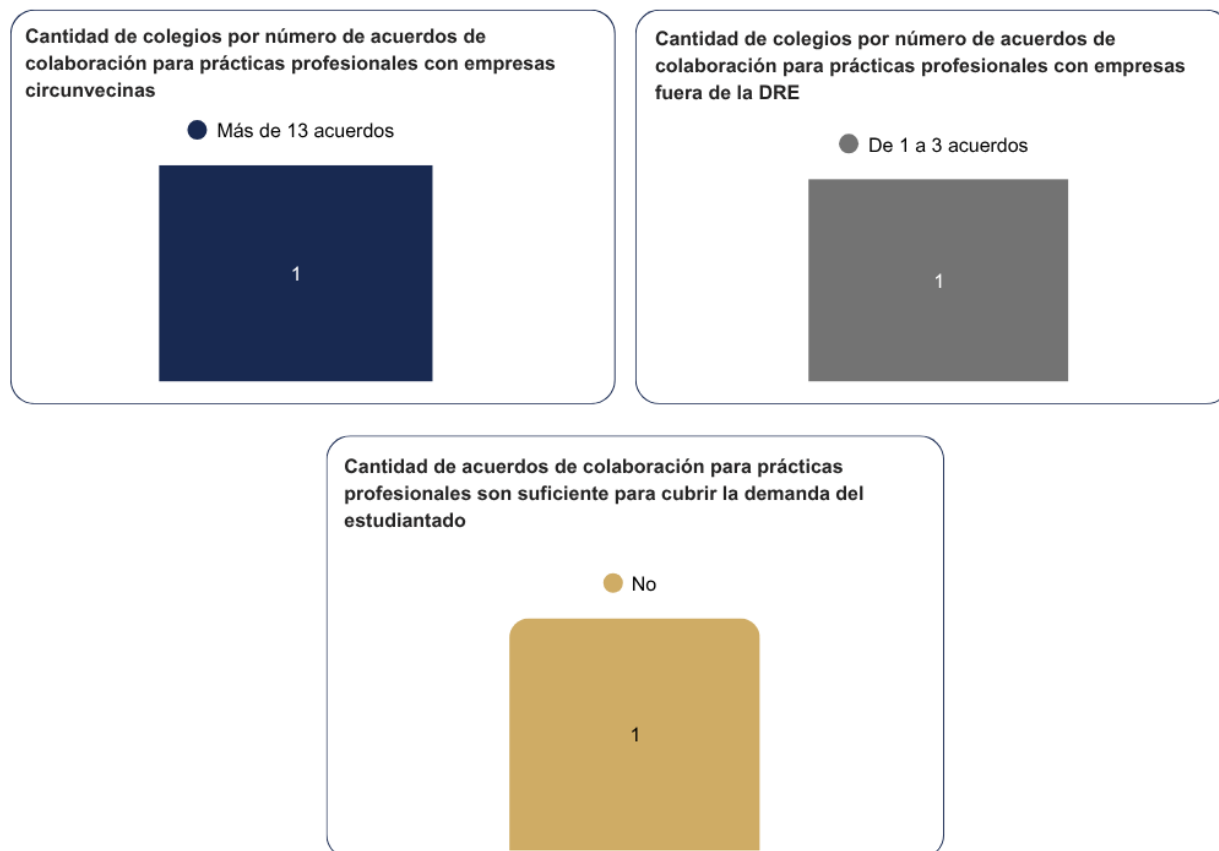 Cantidad de colegios por número de acuerdos de
colaboración para prácticas profesionales con empresas
circunvecinas
Más de 13 acuerdos
1
Cantidad de colegios por número de acuerdos de
colaboración para prácticas profesionales con empresas
fuera de la DRE
De 1 a 3 acuerdos
1
Cantidad de acuerdos de colaboración para prácticas
profesionales son suficiente para cubrir la demanda del
estudiantado
No
1